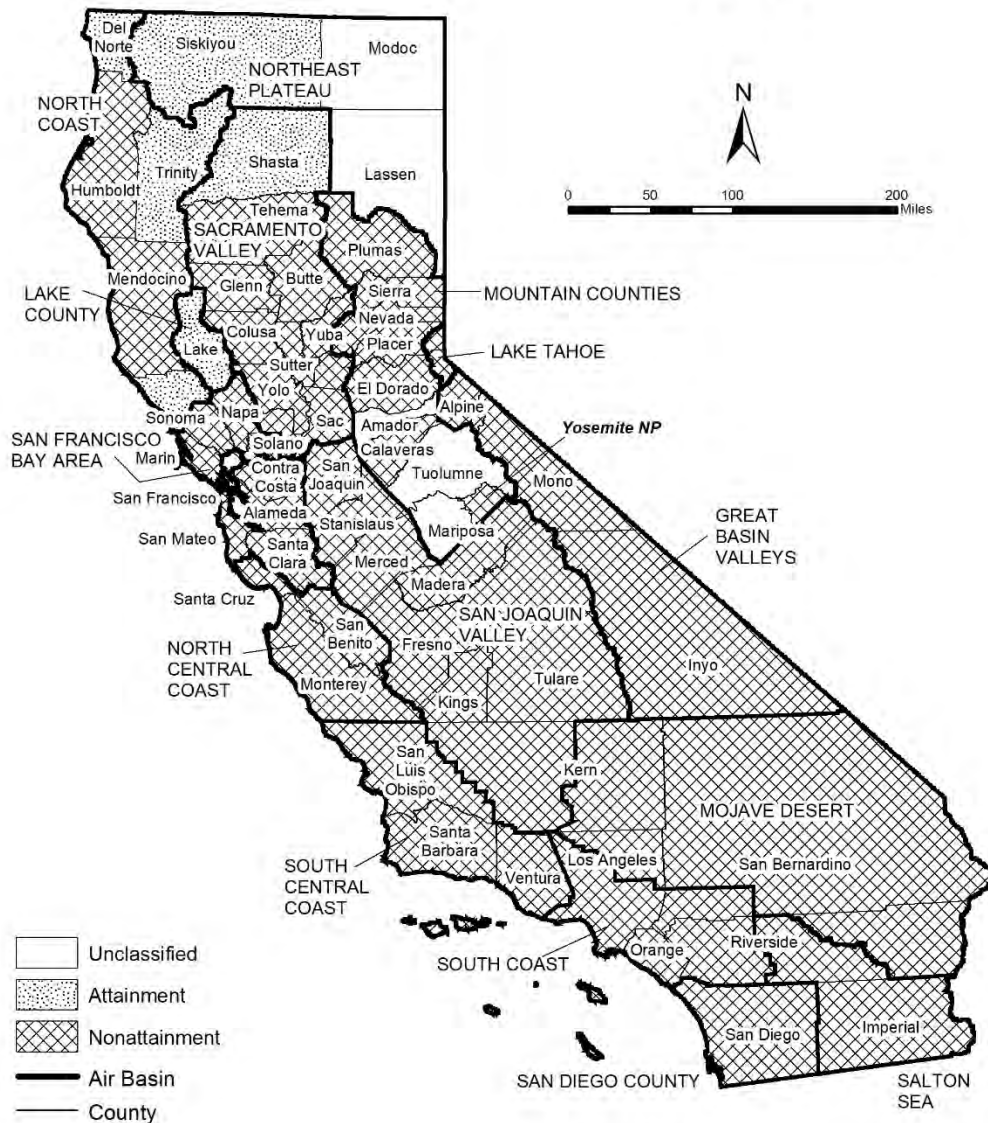 Del
Norte
Siskiyou
Modoc
NORTHEAST
PLATEAU
NORTH
COAST
N
Trinity
Shasta
Lassen
Humboldt
0 50 100 200
Miles
Tehema
SACRAMENTO
VALLEY
Plumas
Mendocino
Glenn
Butte
Sierra
MOUNTAIN COUNTIES
LAKE
COUNTY
Nevada
Colusa
Yuba
Placer
Lake
LAKE TAHOE
Sutter
Yolo
El Dorado
Napa
Sonoma
Sac
Alpine
Amador
Yosemite NP
Solano
SAN FRANCISCO
BAY AREA
Marin
Calaveras
Contra
Costa
San
Joaquin
Tuolumne
Mono
San Francisco
Alameda
Stanislaus
GREAT
BASIN
VALLEYS
San Mateo
Mariposa
Santa
Clara
Merced
Madera
Santa Cruz
SAN JOAQUIN
VALLEY
San
Benito
NORTH
CENTRAL
COAST
Fresno
Inyo
Monterey
Tulare
Kings
San
Luis
Obispo
Kern
MOJAVE DESERT
Santa
Barbara
Los Angeles
San Bernardino
SOUTH
CENTRAL
COAST
Ventura
Orange
Riverside
SOUTH COAST
San Diego
Imperial
SAN DIEGO COUNTY
SALTON
SEA
Unclassified
Attainment
Nonattainment
Air Basin
County